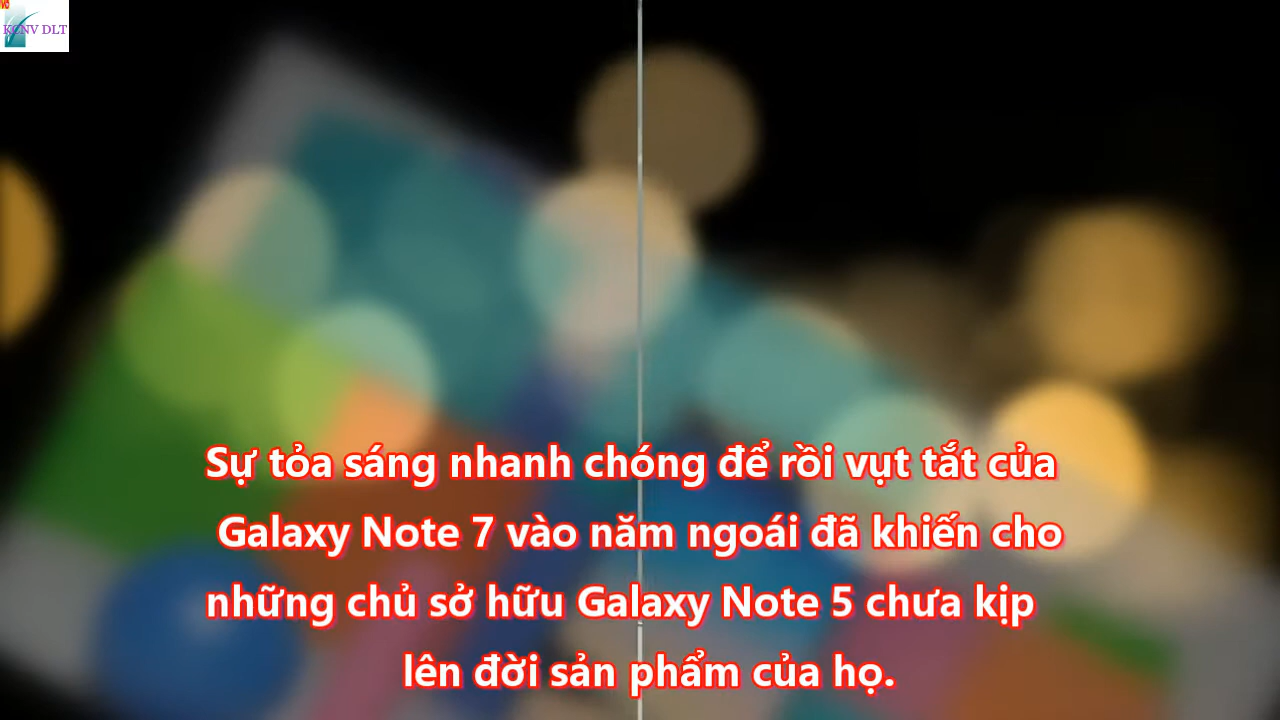 VC
KCNV DLT
Sự tỏa sáng nhanh chóng để rồi vụt tắt của
Galaxy Note 7 vào năm ngoái đã khiến cho
những chủ sở hữu Galaxy Note 5 chưa kịp
lên đời sản phẩm của họ.